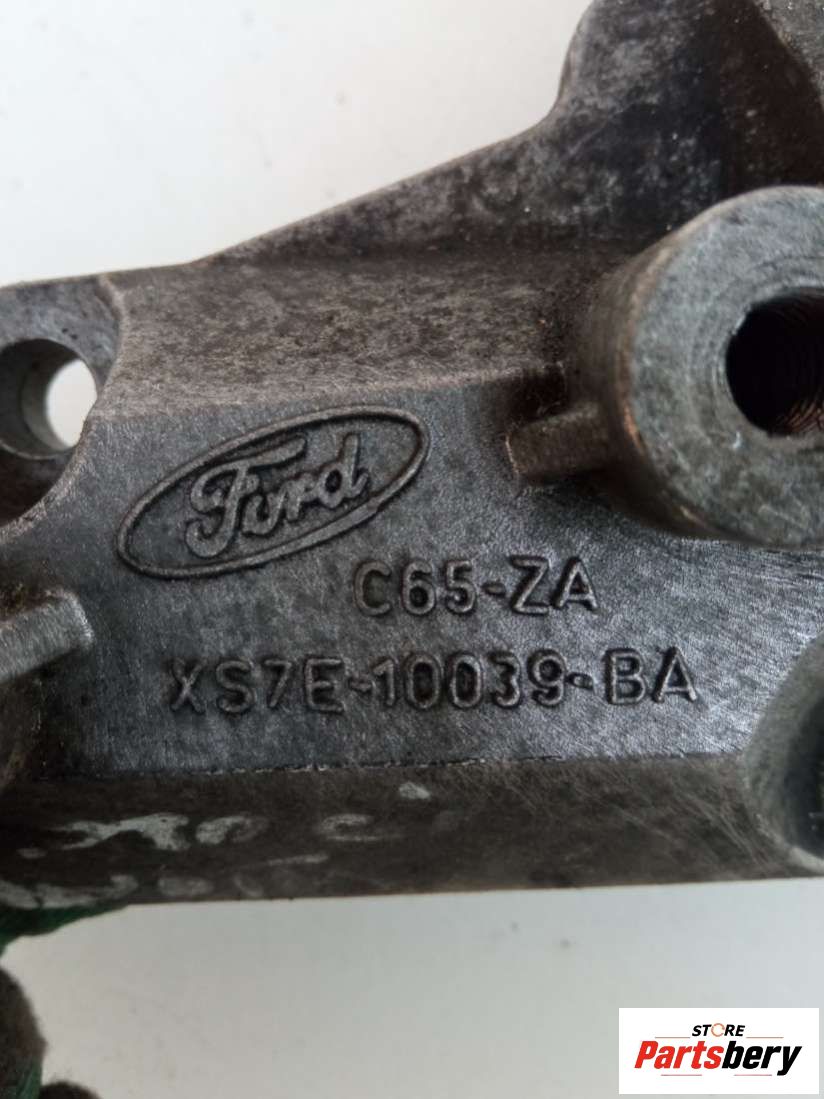 Ford
C65-ZA
XS7E-10039-BA
STORE
Partsbery